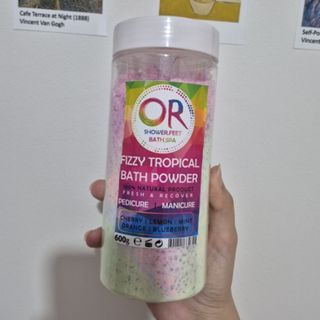 Cafe Terrace at Night (1888)
Vincent Van Gogh
Self-Po
Vincen
OR
SHOWER.FEET
BATH.SPA
FIZZY TROPICAL
BATH POWDER
100% NATURAL PRODUCT
FRESH & RECOVER
PEDICURE | MANICURE
CHERRY | LEMON | MINT
ORANGE | BLUEBERRY
600g